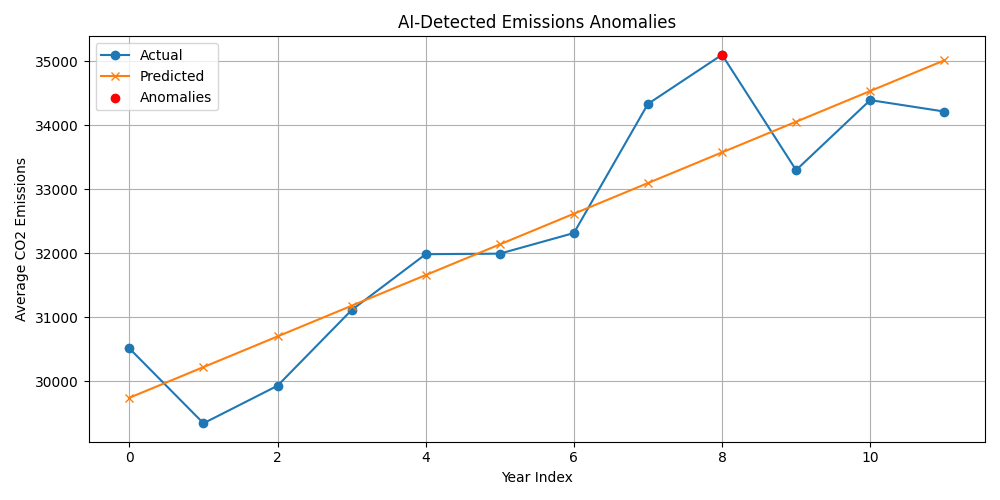 AI-Detected Emissions Anomalies
Actual
Predicted
Anomalies
35000
34000
33000
32000
31000
30000
Average CO2 Emissions
0 2 4 6 8 10
Year Index